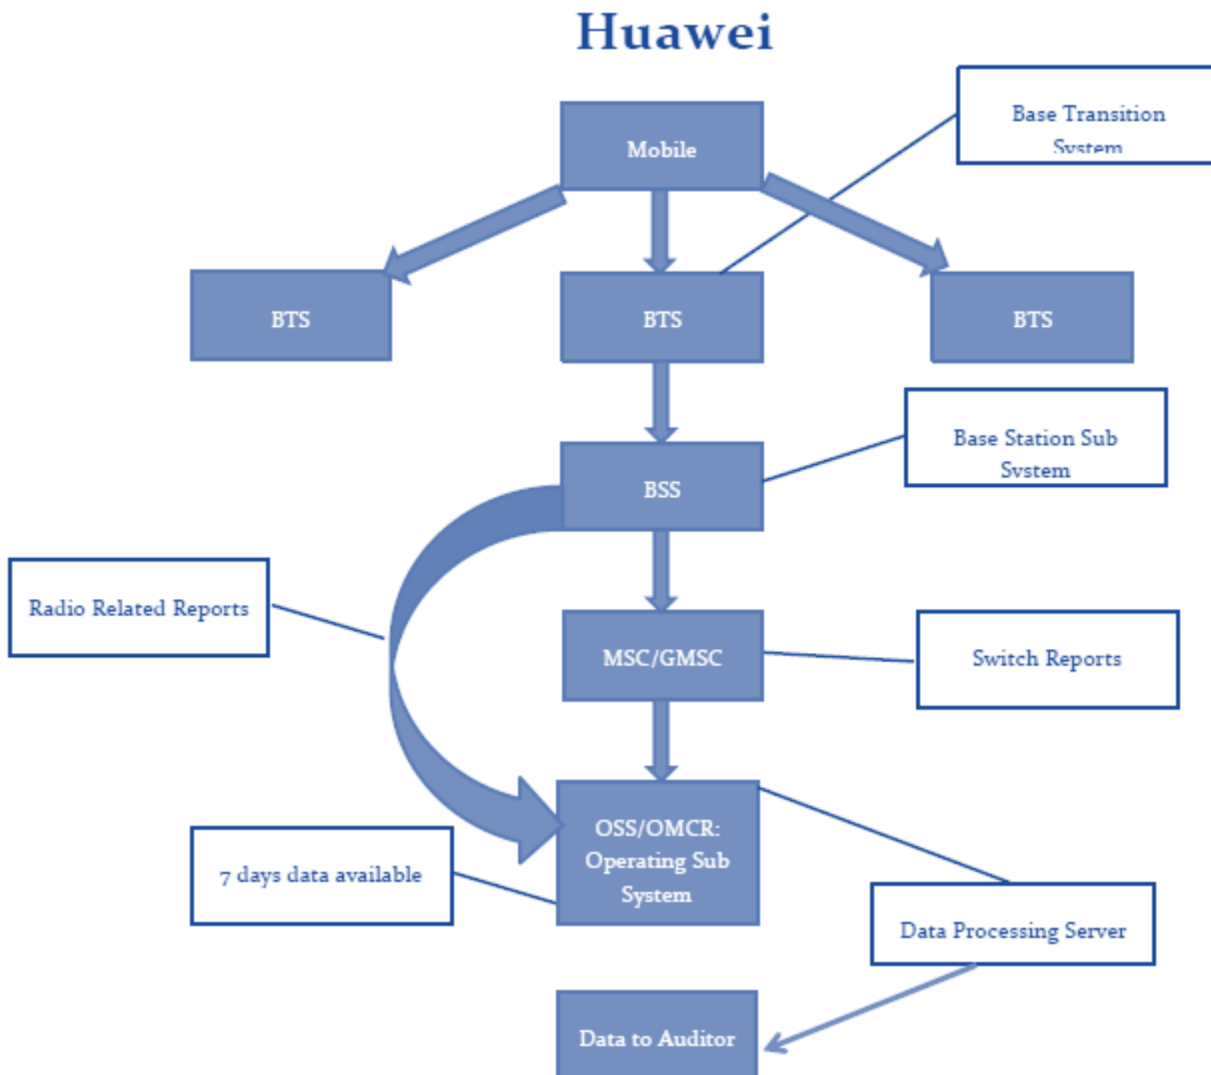 Huawei
Base Transition
System
Mobile
BTS
BTS
BTS
Base Station Sub
System
BSS
Radio Related Reports
MSC/GMSC
Switch Reports
OSS/OMCR:
Operating Sub
System
7 days data available
Data Processing Server
Data to Auditor